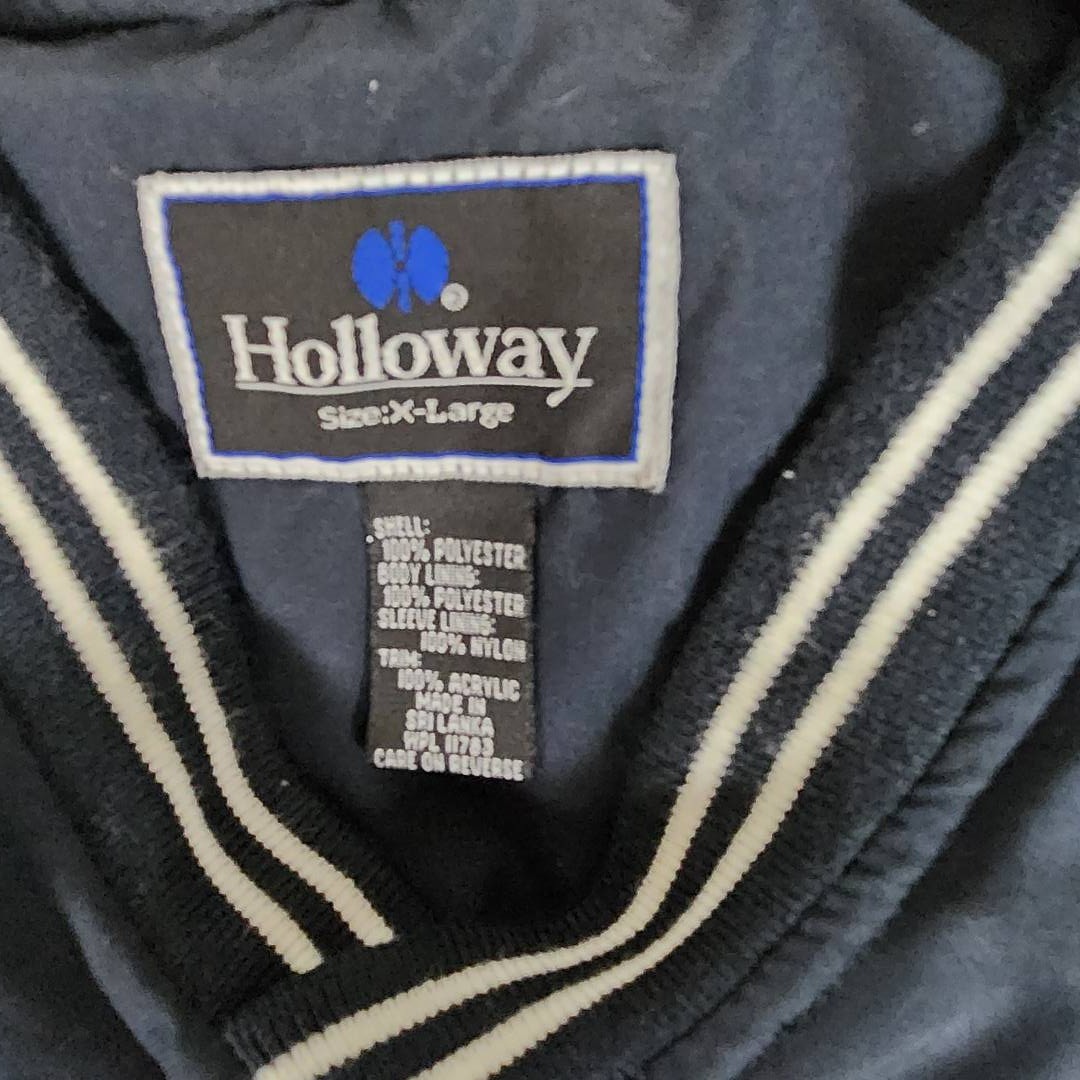 ®
Holloway
Size:X-Large
SHELL:
100% POLYESTER
BODY LINING:
100% POLYESTER
SLEEVE LINING:
100% NYLON
TRIM:
100% ACRYLIC
MADE IN
SRI LANKA
WPL 11783
CARE ON REVERSE